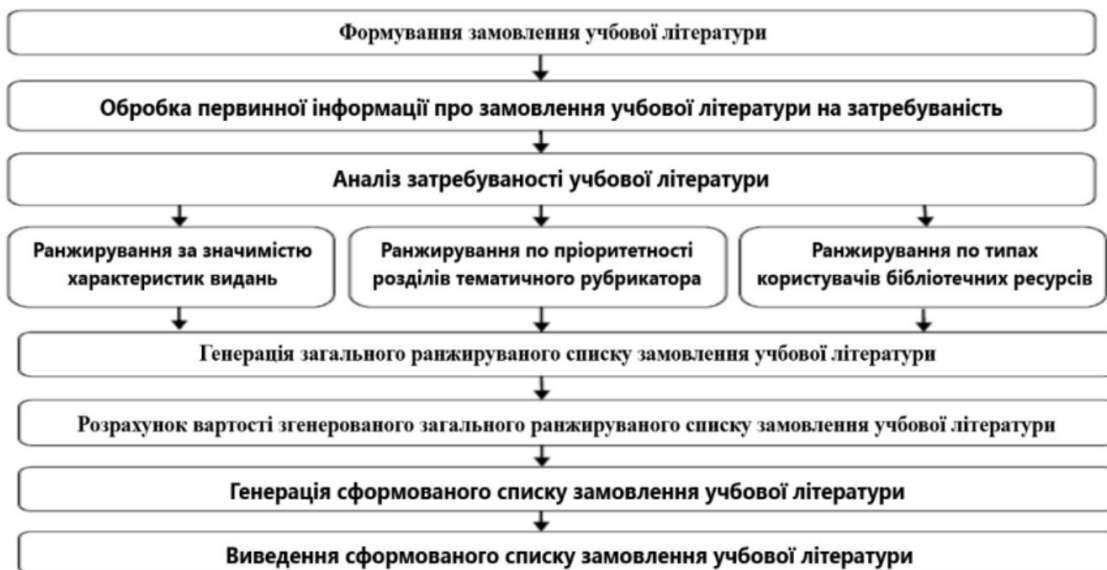 Формування замовлення учбової літератури
Обробка первинної інформації про замовлення учбової літератури на затребуваність
Аналіз затребуваності учбової літератури
Ранжирування за значимістю
характеристик видань
Ранжирування по пріоритетності
розділів тематичного рубрикатора
Ранжирування по типах
користувачів бібліотечних ресурсів
Генерація загального ранжируваного списку замовлення учбової літератури
Розрахунок вартості згенерованого загального ранжируваного списку замовлення учбової літератури
Генерація сформованого списку замовлення учбової літератури
Виведення сформованого списку замовлення учбової літератури